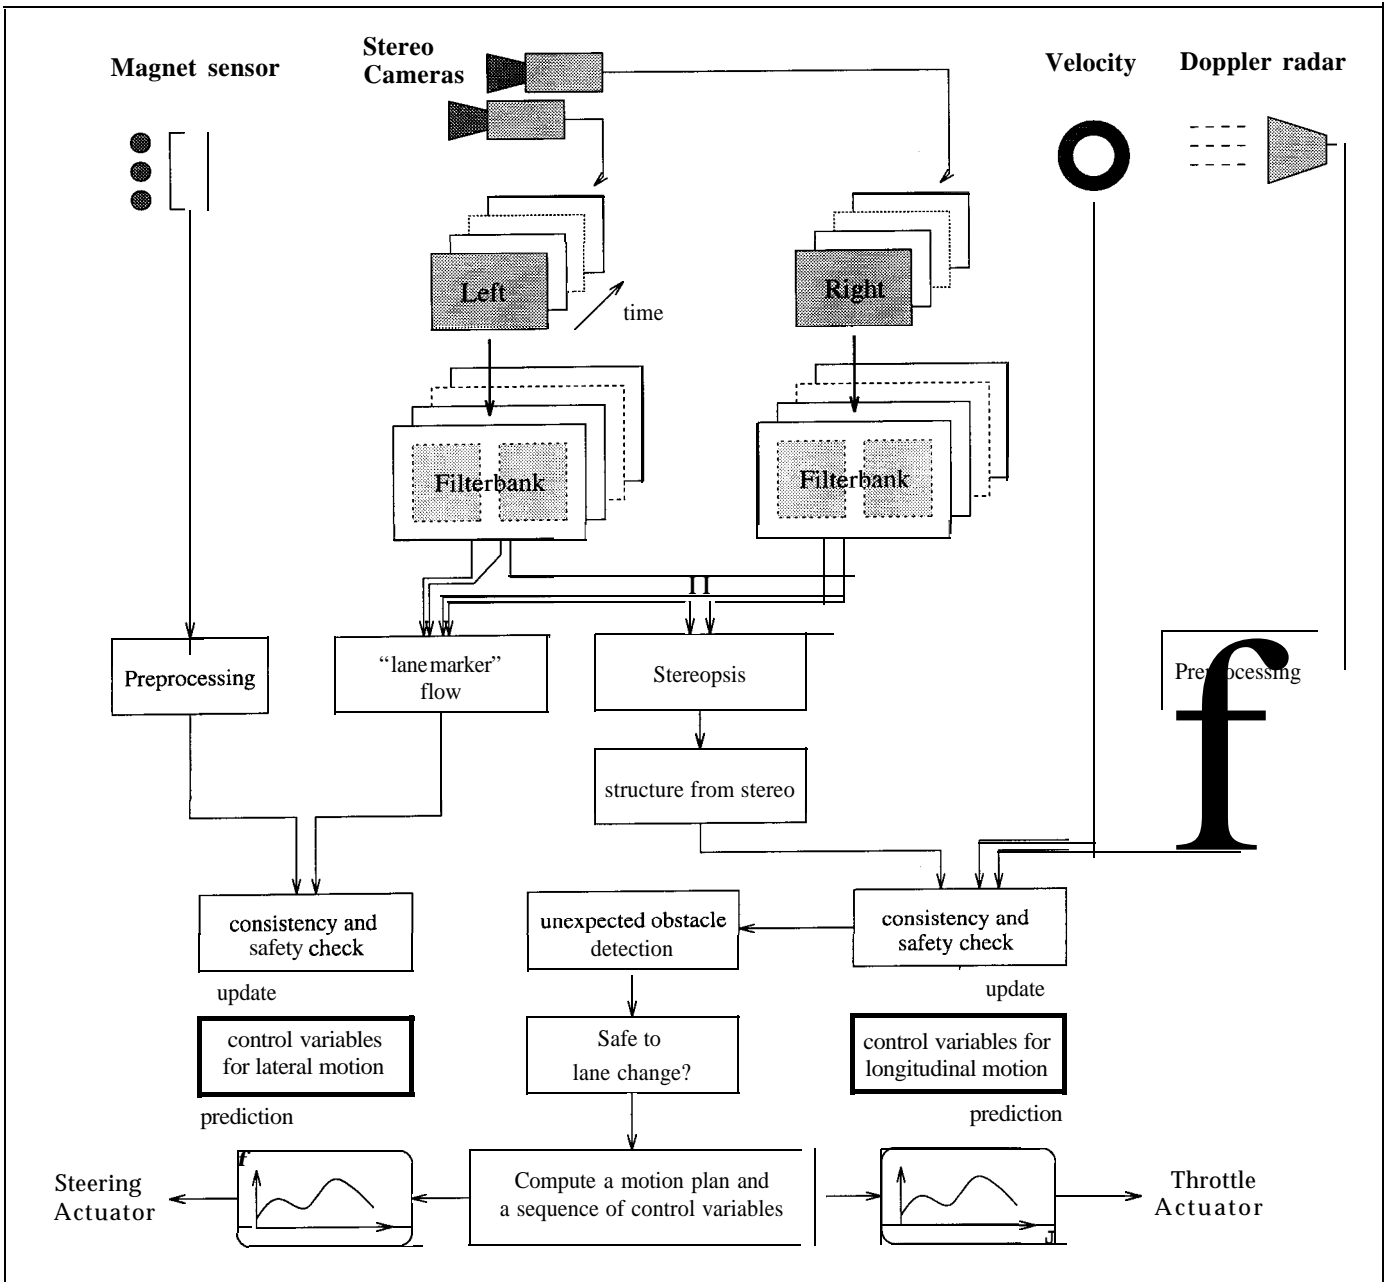 Stereo
Cameras
Magnet sensor
Velocity
Doppler radar
Left
Right
time
Filterbank
Filterbank
Preprocessing
“lane marker”
flow
Stereopsis
Preprocessing
f
structure from stereo
consistency and
safety check
unexpected obstacle
detection
consistency and
safety check
update
update
control variables
for lateral motion
Safe to
lane change?
control variables for
longitudinal motion
prediction
prediction
Steering
Actuator
Compute a motion plan and
a sequence of control variables
Throttle
Actuator